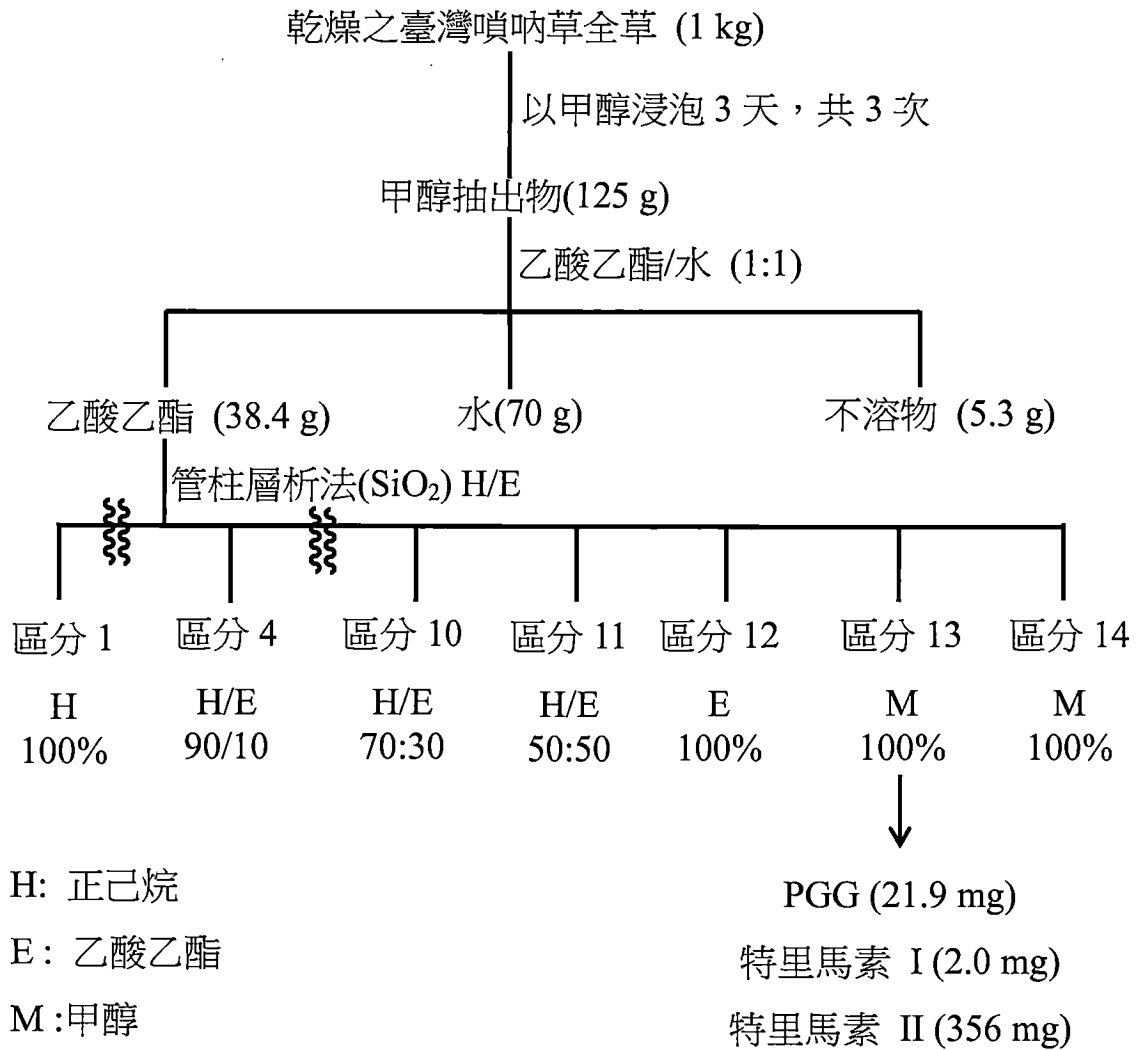 乾燥之臺灣嗩吶草全草 (1 kg)
以甲醇浸泡 3 天，共 3 次
甲醇抽出物(125 g)
乙酸乙酯/水 (1:1)
乙酸乙酯 (38.4 g) 水(70 g) 不溶物 (5.3 g)
管柱層析法(SiO₂) H/E
區分 1 區分 4 區分 10 區分 11 區分 12 區分 13 區分 14
H H/E H/E H/E E M M
100% 90/10 70:30 50:50 100% 100% 100%
H: 正己烷
E : 乙酸乙酯
M :甲醇
PGG (21.9 mg)
特里馬素 I (2.0 mg)
特里馬素 II (356 mg)